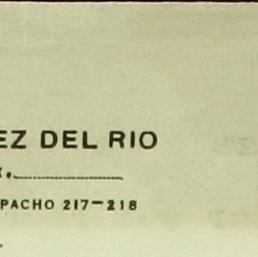 EZ DEL RIO
PACHO 217-218